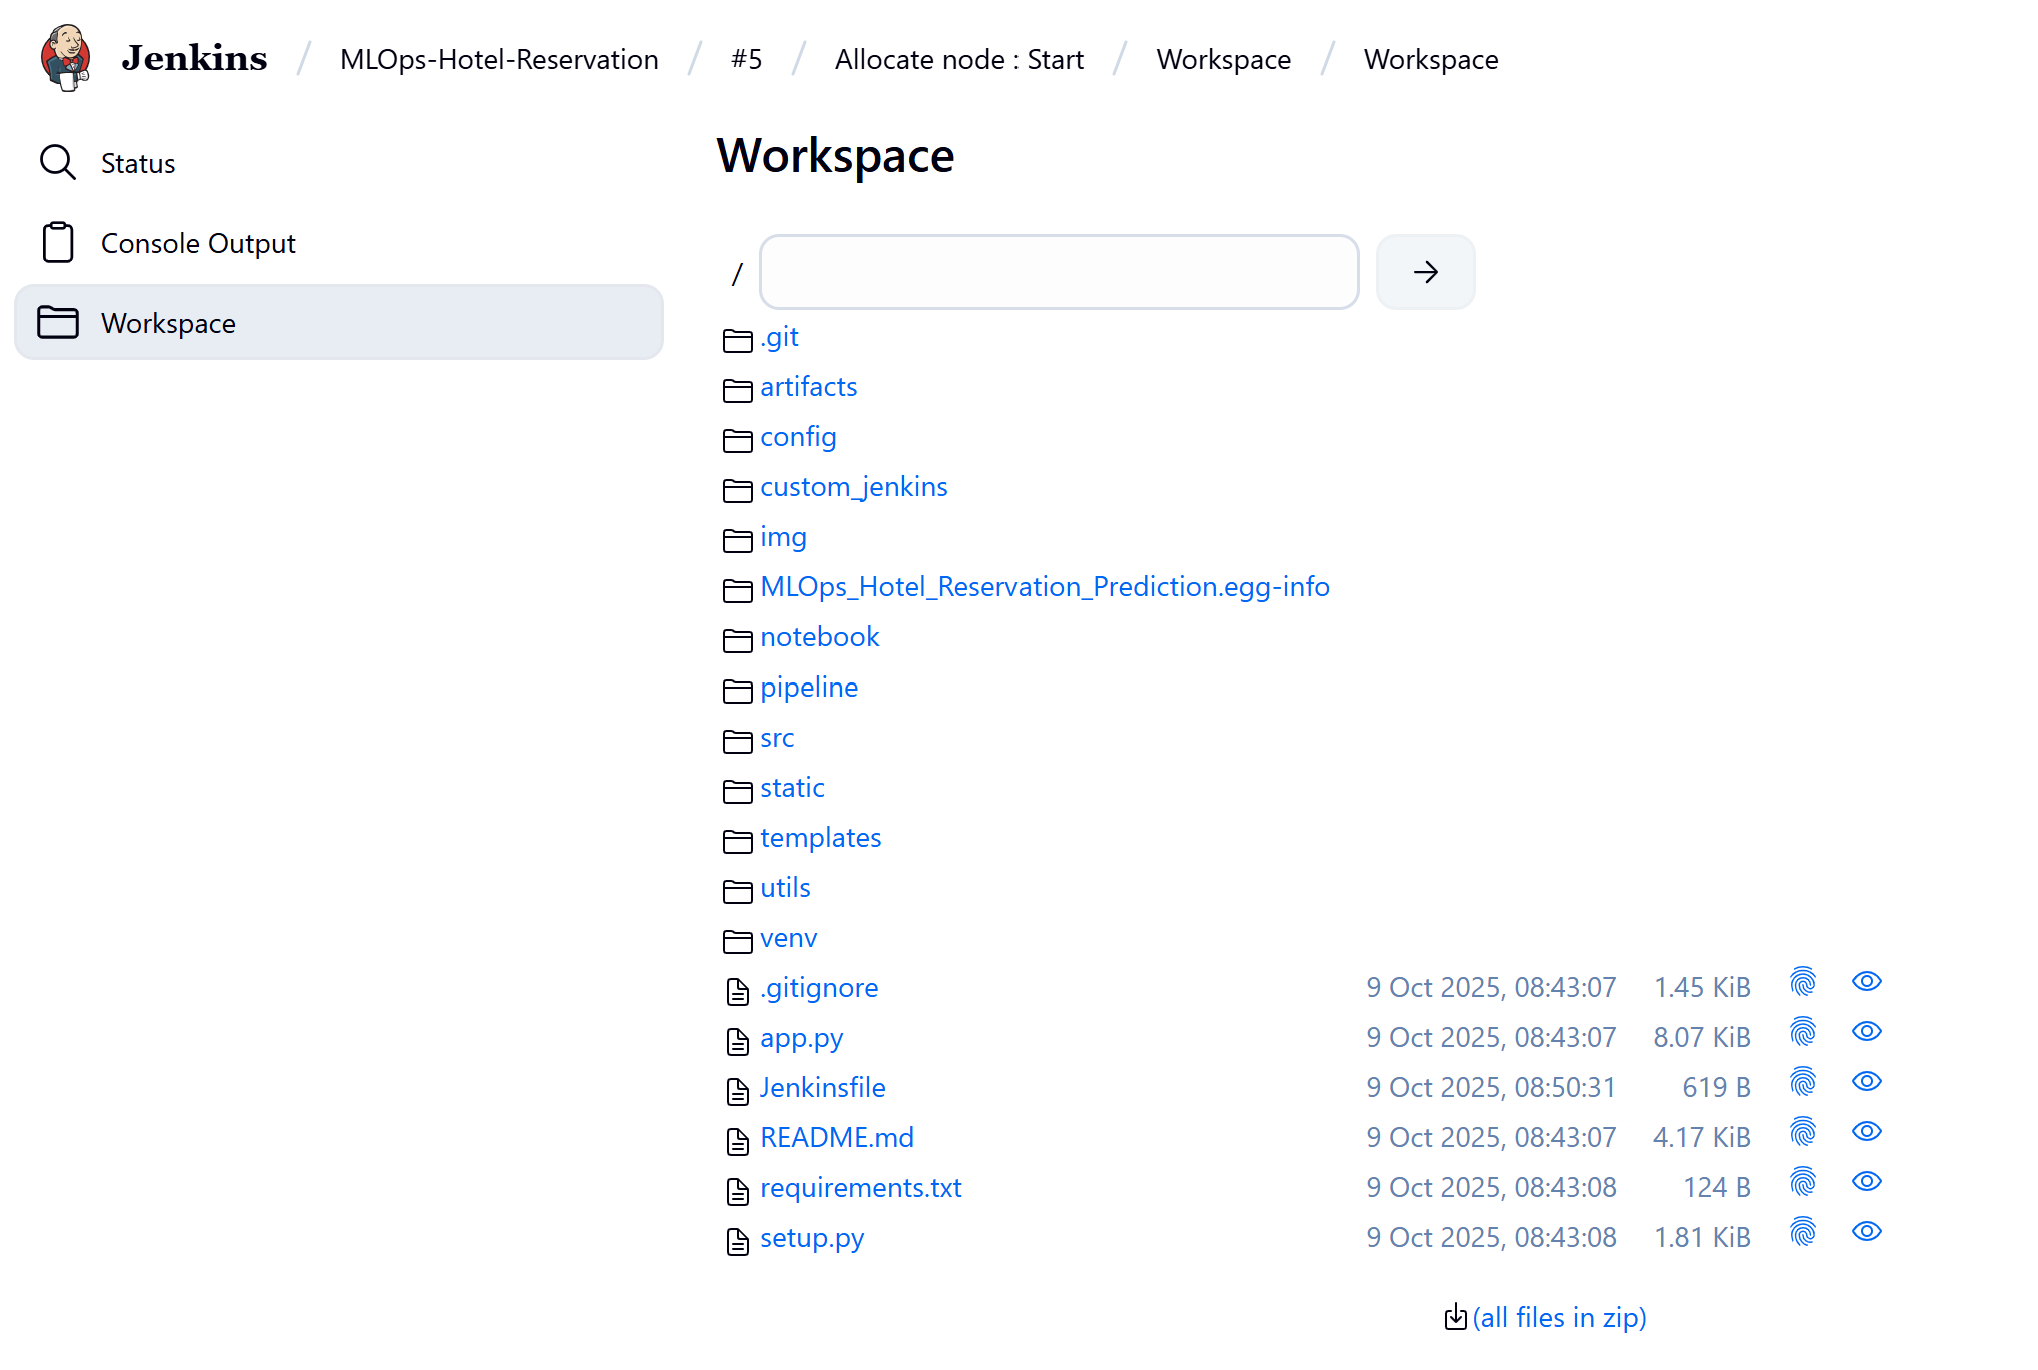 Jenkins / MLOps-Hotel-Reservation / #5 / Allocate node : Start / Workspace / Workspace
Status
Console Output
Workspace
Workspace
/
.git
artifacts
config
custom_jenkins
img
MLOps_Hotel_Reservation_Prediction.egg-info
notebook
pipeline
src
static
templates
utils
venv
.gitignore 9 Oct 2025, 08:43:07 1.45 KiB
app.py 9 Oct 2025, 08:43:07 8.07 KiB
Jenkinsfile 9 Oct 2025, 08:50:31 619 B
README.md 9 Oct 2025, 08:43:07 4.17 KiB
requirements.txt 9 Oct 2025, 08:43:08 124 B
setup.py 9 Oct 2025, 08:43:08 1.81 KiB
(all files in zip)